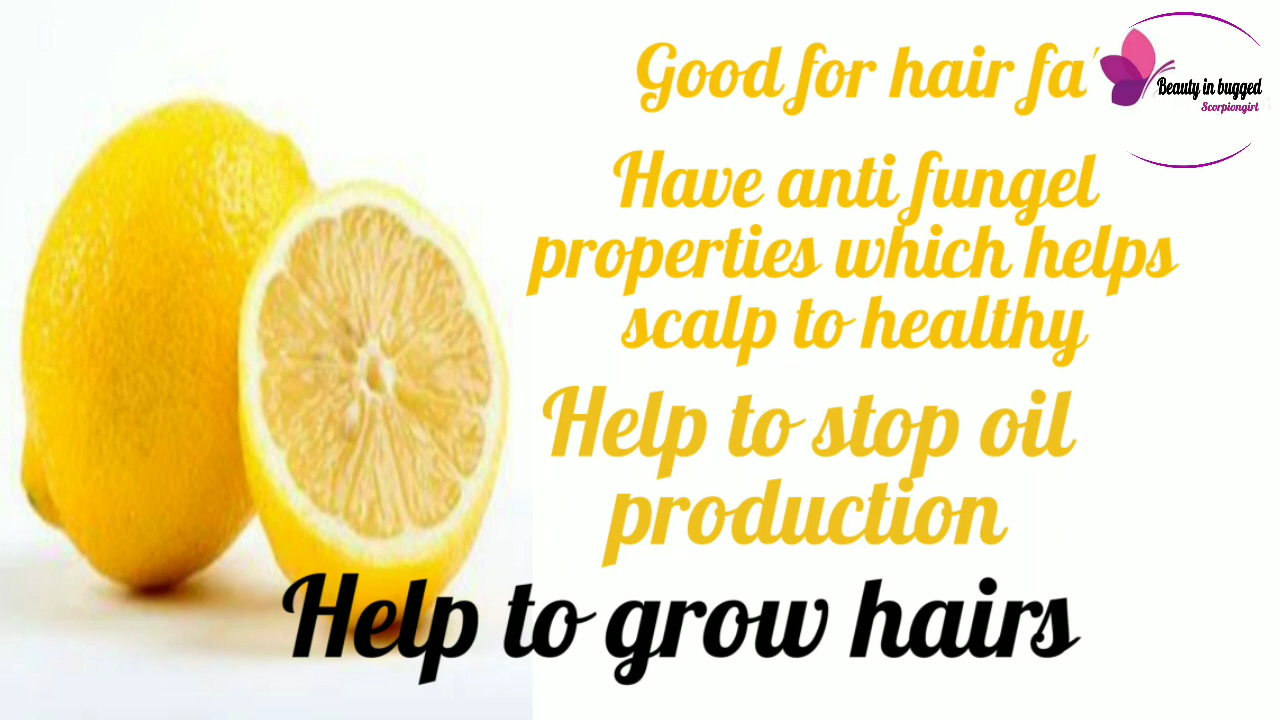 Good for hair
Beauty in bugged
Scorpiongirl
Have anti fungel
properties which helps
scalp to healthy
Help to stop oil
production
Help to grow hairs